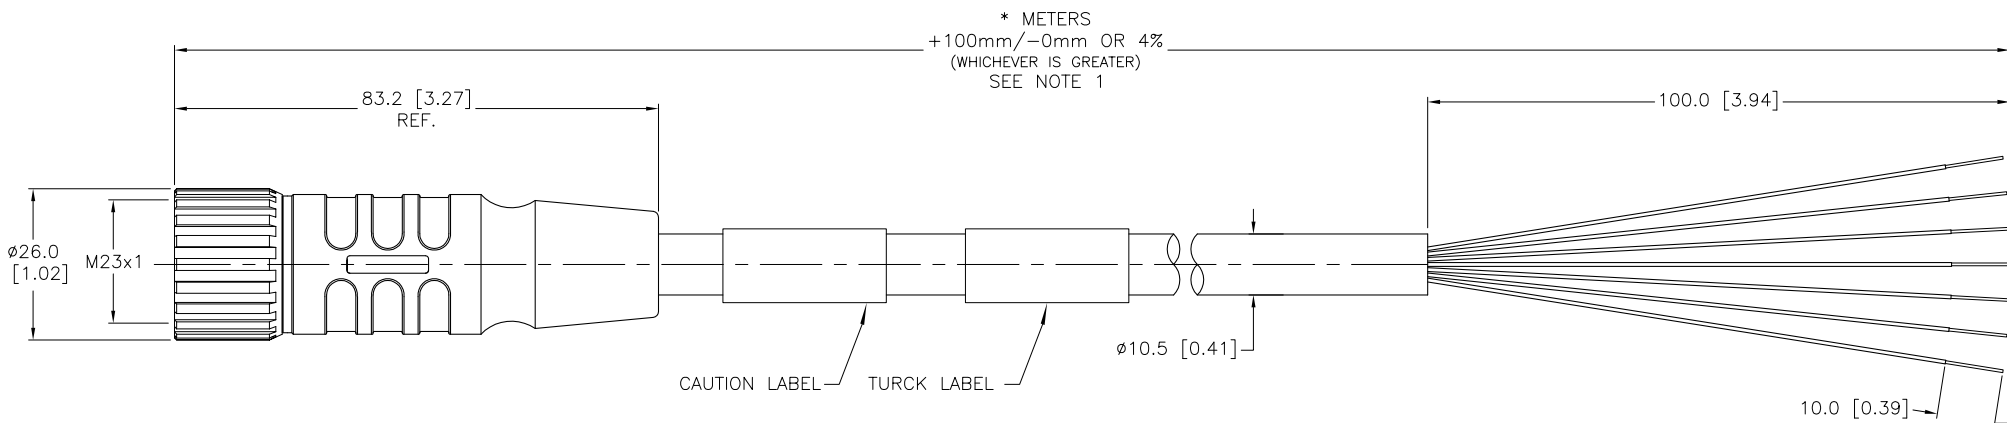 * METERS
+100mm/-0mm OR 4%
(WHICHEVER IS GREATER)
SEE NOTE 1
83.2 [3.27]
REF.
100.0 [3.94]
ø26.0
[1.02]
M23x1
ø10.5 [0.41]
CAUTION LABEL
TURCK LABEL
10.0 [0.39]